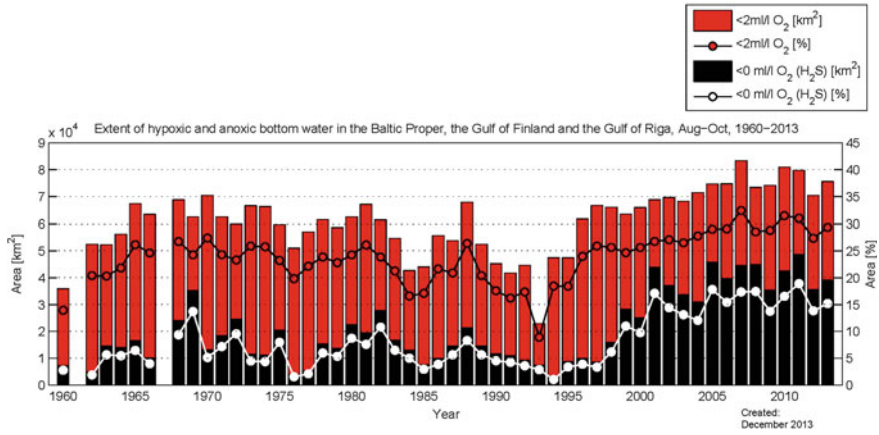 <2ml/l O₂ [km²]
<2ml/l O₂ [%]
<0 ml/l O₂ (H₂S) [km²]
<0 ml/l O₂ (H₂S) [%]
x 10⁴
Extent of hypoxic and anoxic bottom water in the Baltic Proper, the Gulf of Finland and the Gulf of Riga, Aug-Oct, 1960-2013
9
8
7
6
5
4
3
2
1
0
Area [km²]
45
40
35
30
25
20
15
10
5
0
Area [%]
1960 1965 1970 1975 1980 1985 1990 1995 2000 2005 2010
Year
Created:
December 2013